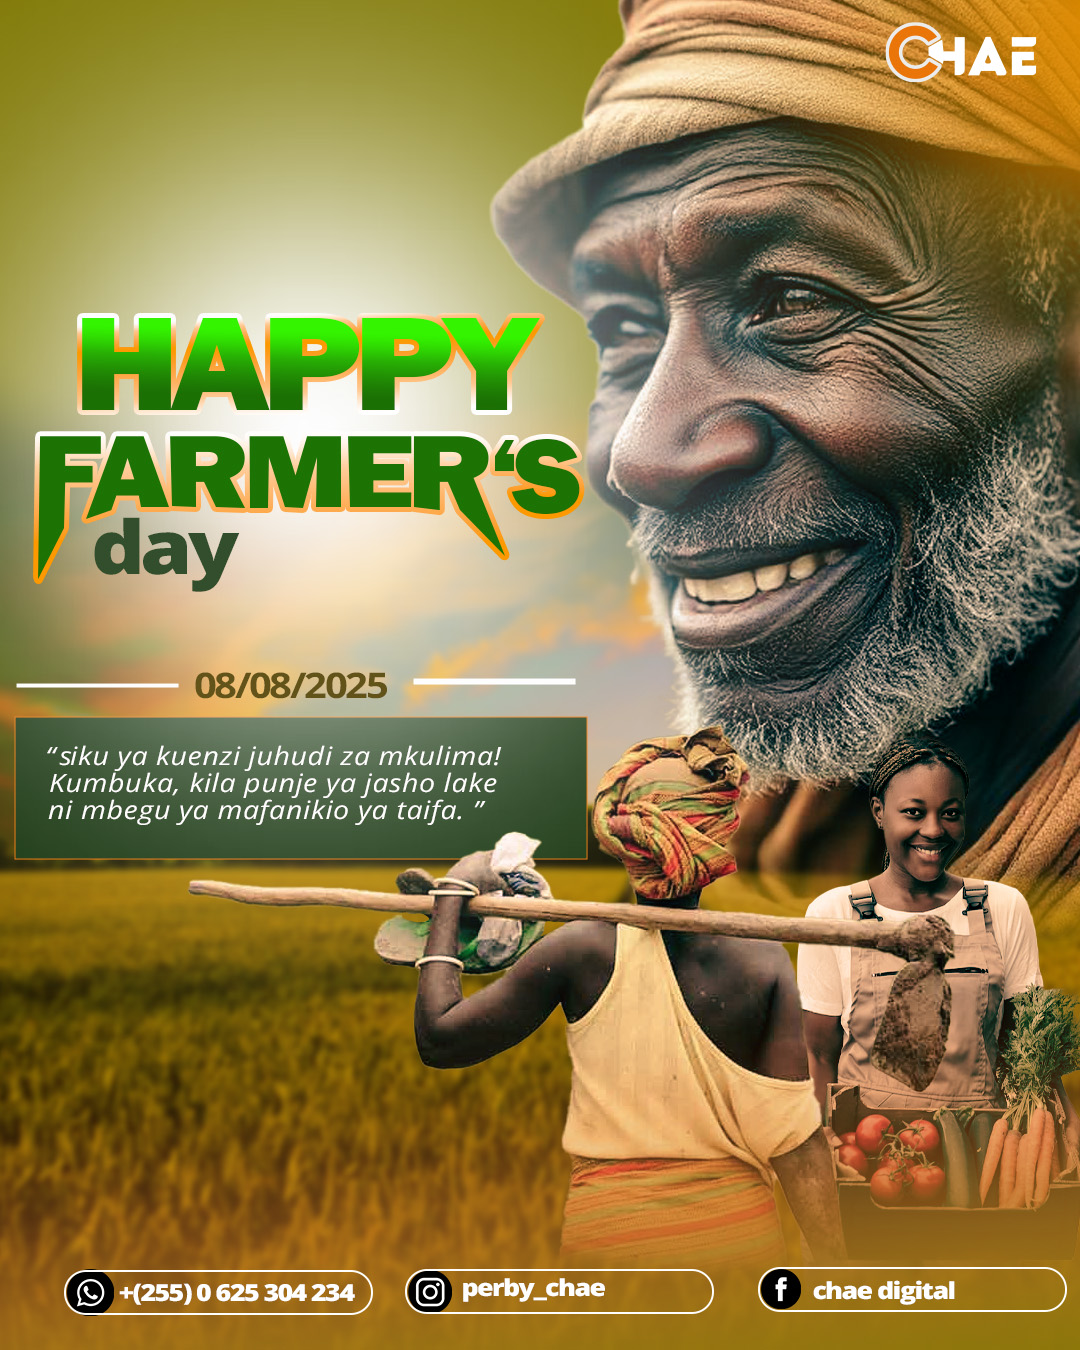 CHAE
HAPPY
FARMER‘S
day
08/08/2025
“siku ya kuenzi juhudi za mkulima!
Kumbuka, kila punje ya jasho lake
ni mbegu ya mafanikio ya taifa. ”
+(255) 0 625 304 234
perby_chae
chae digital